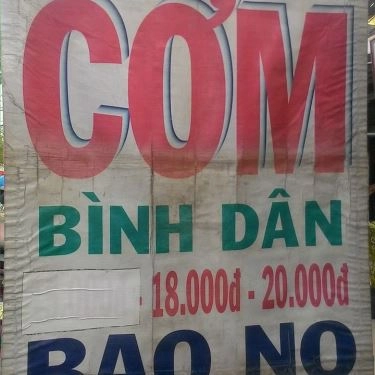 CƠM
BÌNH DÂN
- 18.000đ - 20.000đ
BAO NO